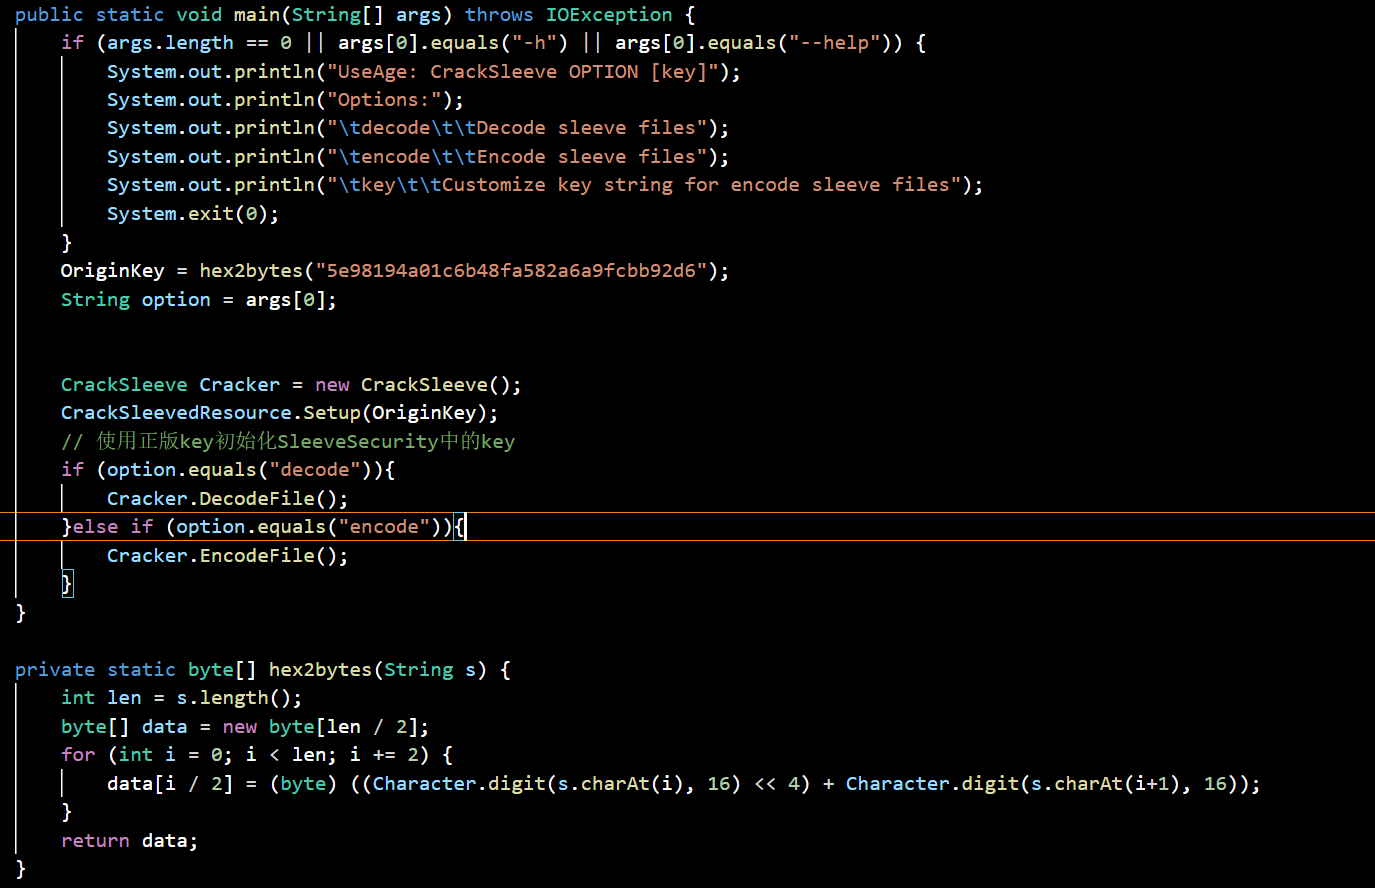 public static void main(String[] args) throws IOException {
if (args.length == 0 || args[0].equals("-h") || args[0].equals("--help")) {
System.out.println("UseAge: CrackSleeve OPTION [key]");
System.out.println("Options:");
System.out.println("\tdecode\t\tDecode sleeve files");
System.out.println("\tencode\t\tEncode sleeve files");
System.out.println("\tkey\t\tCustomize key string for encode sleeve files");
System.exit(0);
}
OriginKey = hex2bytes("5e98194a01c6b48fa582a6a9fcbb92d6");
String option = args[0];
CrackSleeve Cracker = new CrackSleeve();
CrackSleevedResource.Setup(OriginKey);
// 使用正版key初始化SleeveSecurity中的key
if (option.equals("decode")){
Cracker.DecodeFile();
}else if (option.equals("encode")){
Cracker.EncodeFile();
}
}
private static byte[] hex2bytes(String s) {
int len = s.length();
byte[] data = new byte[len / 2];
for (int i = 0; i < len; i += 2) {
data[i / 2] = (byte) ((Character.digit(s.charAt(i), 16) << 4) + Character.digit(s.charAt(i+1), 16));
}
return data;
}